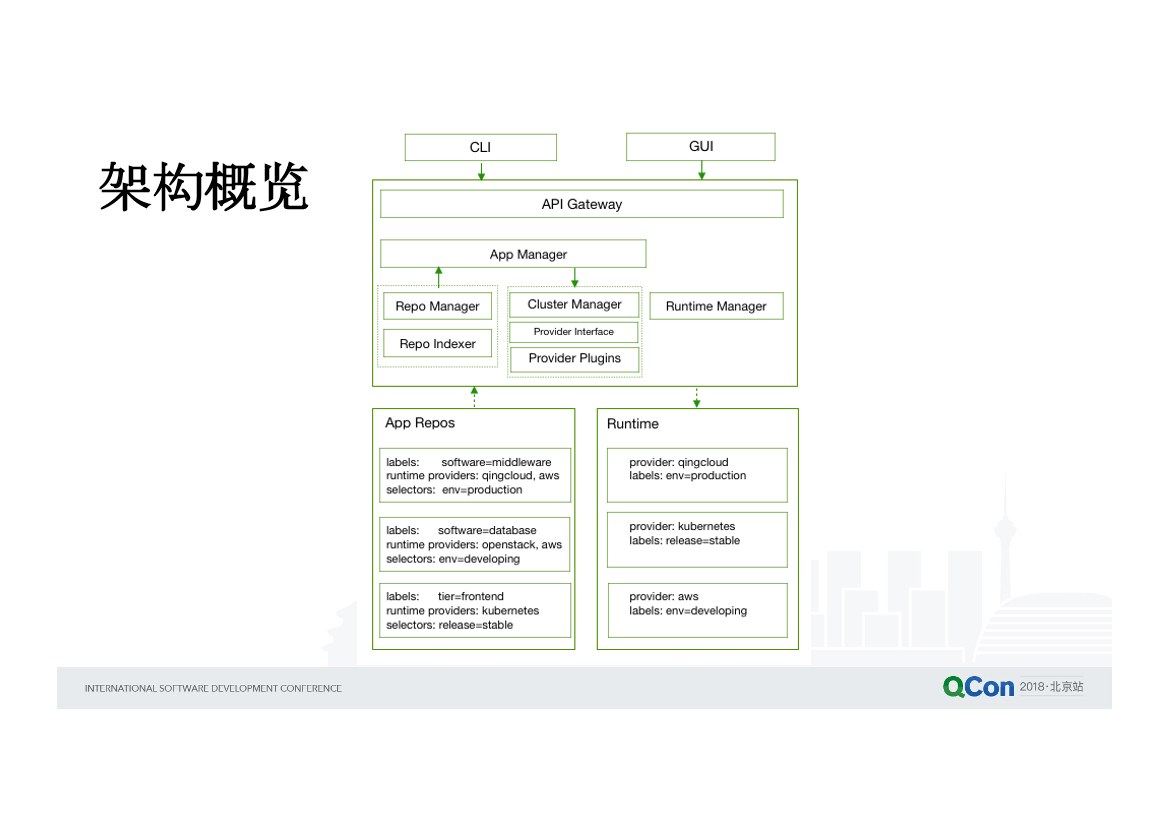 架构概览
CLI
GUI
API Gateway
App Manager
Repo Manager
Repo Indexer
Cluster Manager
Provider Interface
Provider Plugins
Runtime Manager
App Repos
labels: software=middleware
runtime providers: qingcloud, aws
selectors: env=production
labels: software=database
runtime providers: openstack, aws
selectors: env=developing
labels: tier=frontend
runtime providers: kubernetes
selectors: release=stable
Runtime
provider: qingcloud
labels: env=production
provider: kubernetes
labels: release=stable
provider: aws
labels: env=developing
INTERNATIONAL SOFTWARE DEVELOPMENT CONFERENCE
QCon 2018·北京站